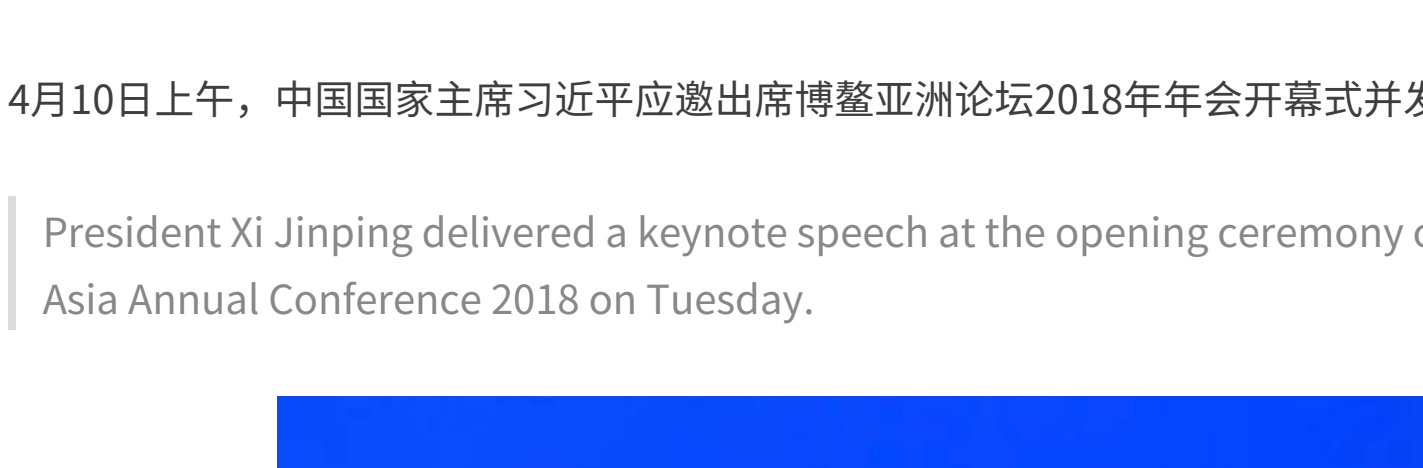 4月10日上午，中国国家主席习近平应邀出席博鳌亚洲论坛2018年年会开幕式并
President Xi Jinping delivered a keynote speech at the opening ceremony
Asia Annual Conference 2018 on Tuesday.